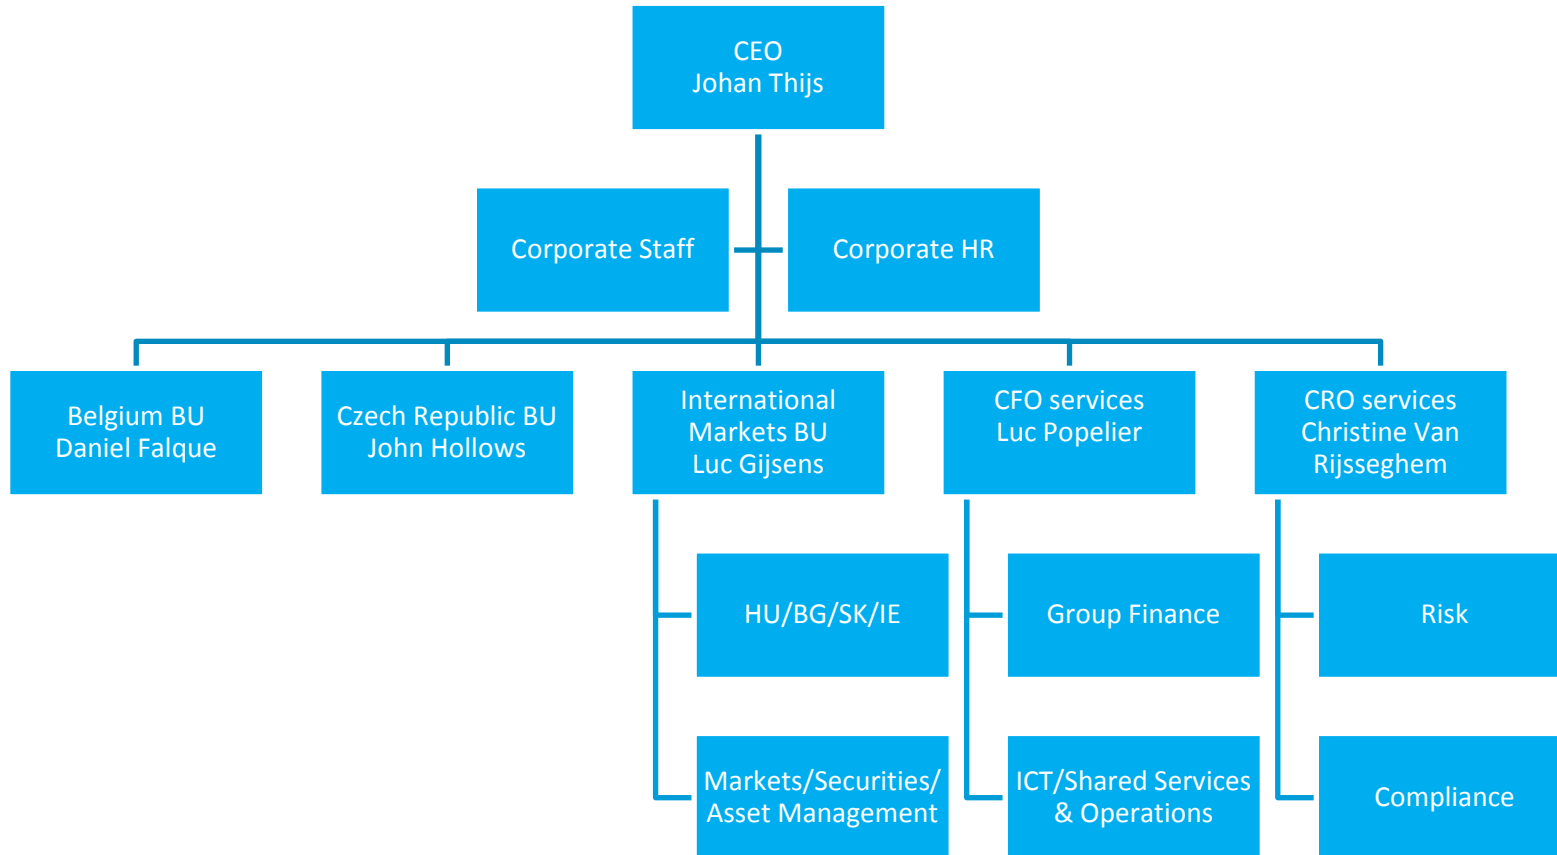 CEO
Johan Thijs
Corporate Staff
Corporate HR
Belgium BU
Daniel Falque
Czech Republic BU
John Hollows
International
Markets BU
Luc Gijsens
CFO services
Luc Popelier
CRO services
Christine Van
Rijsseghem
HU/BG/SK/IE
Group Finance
Risk
Markets/Securities/
Asset Management
ICT/Shared Services
& Operations
Compliance